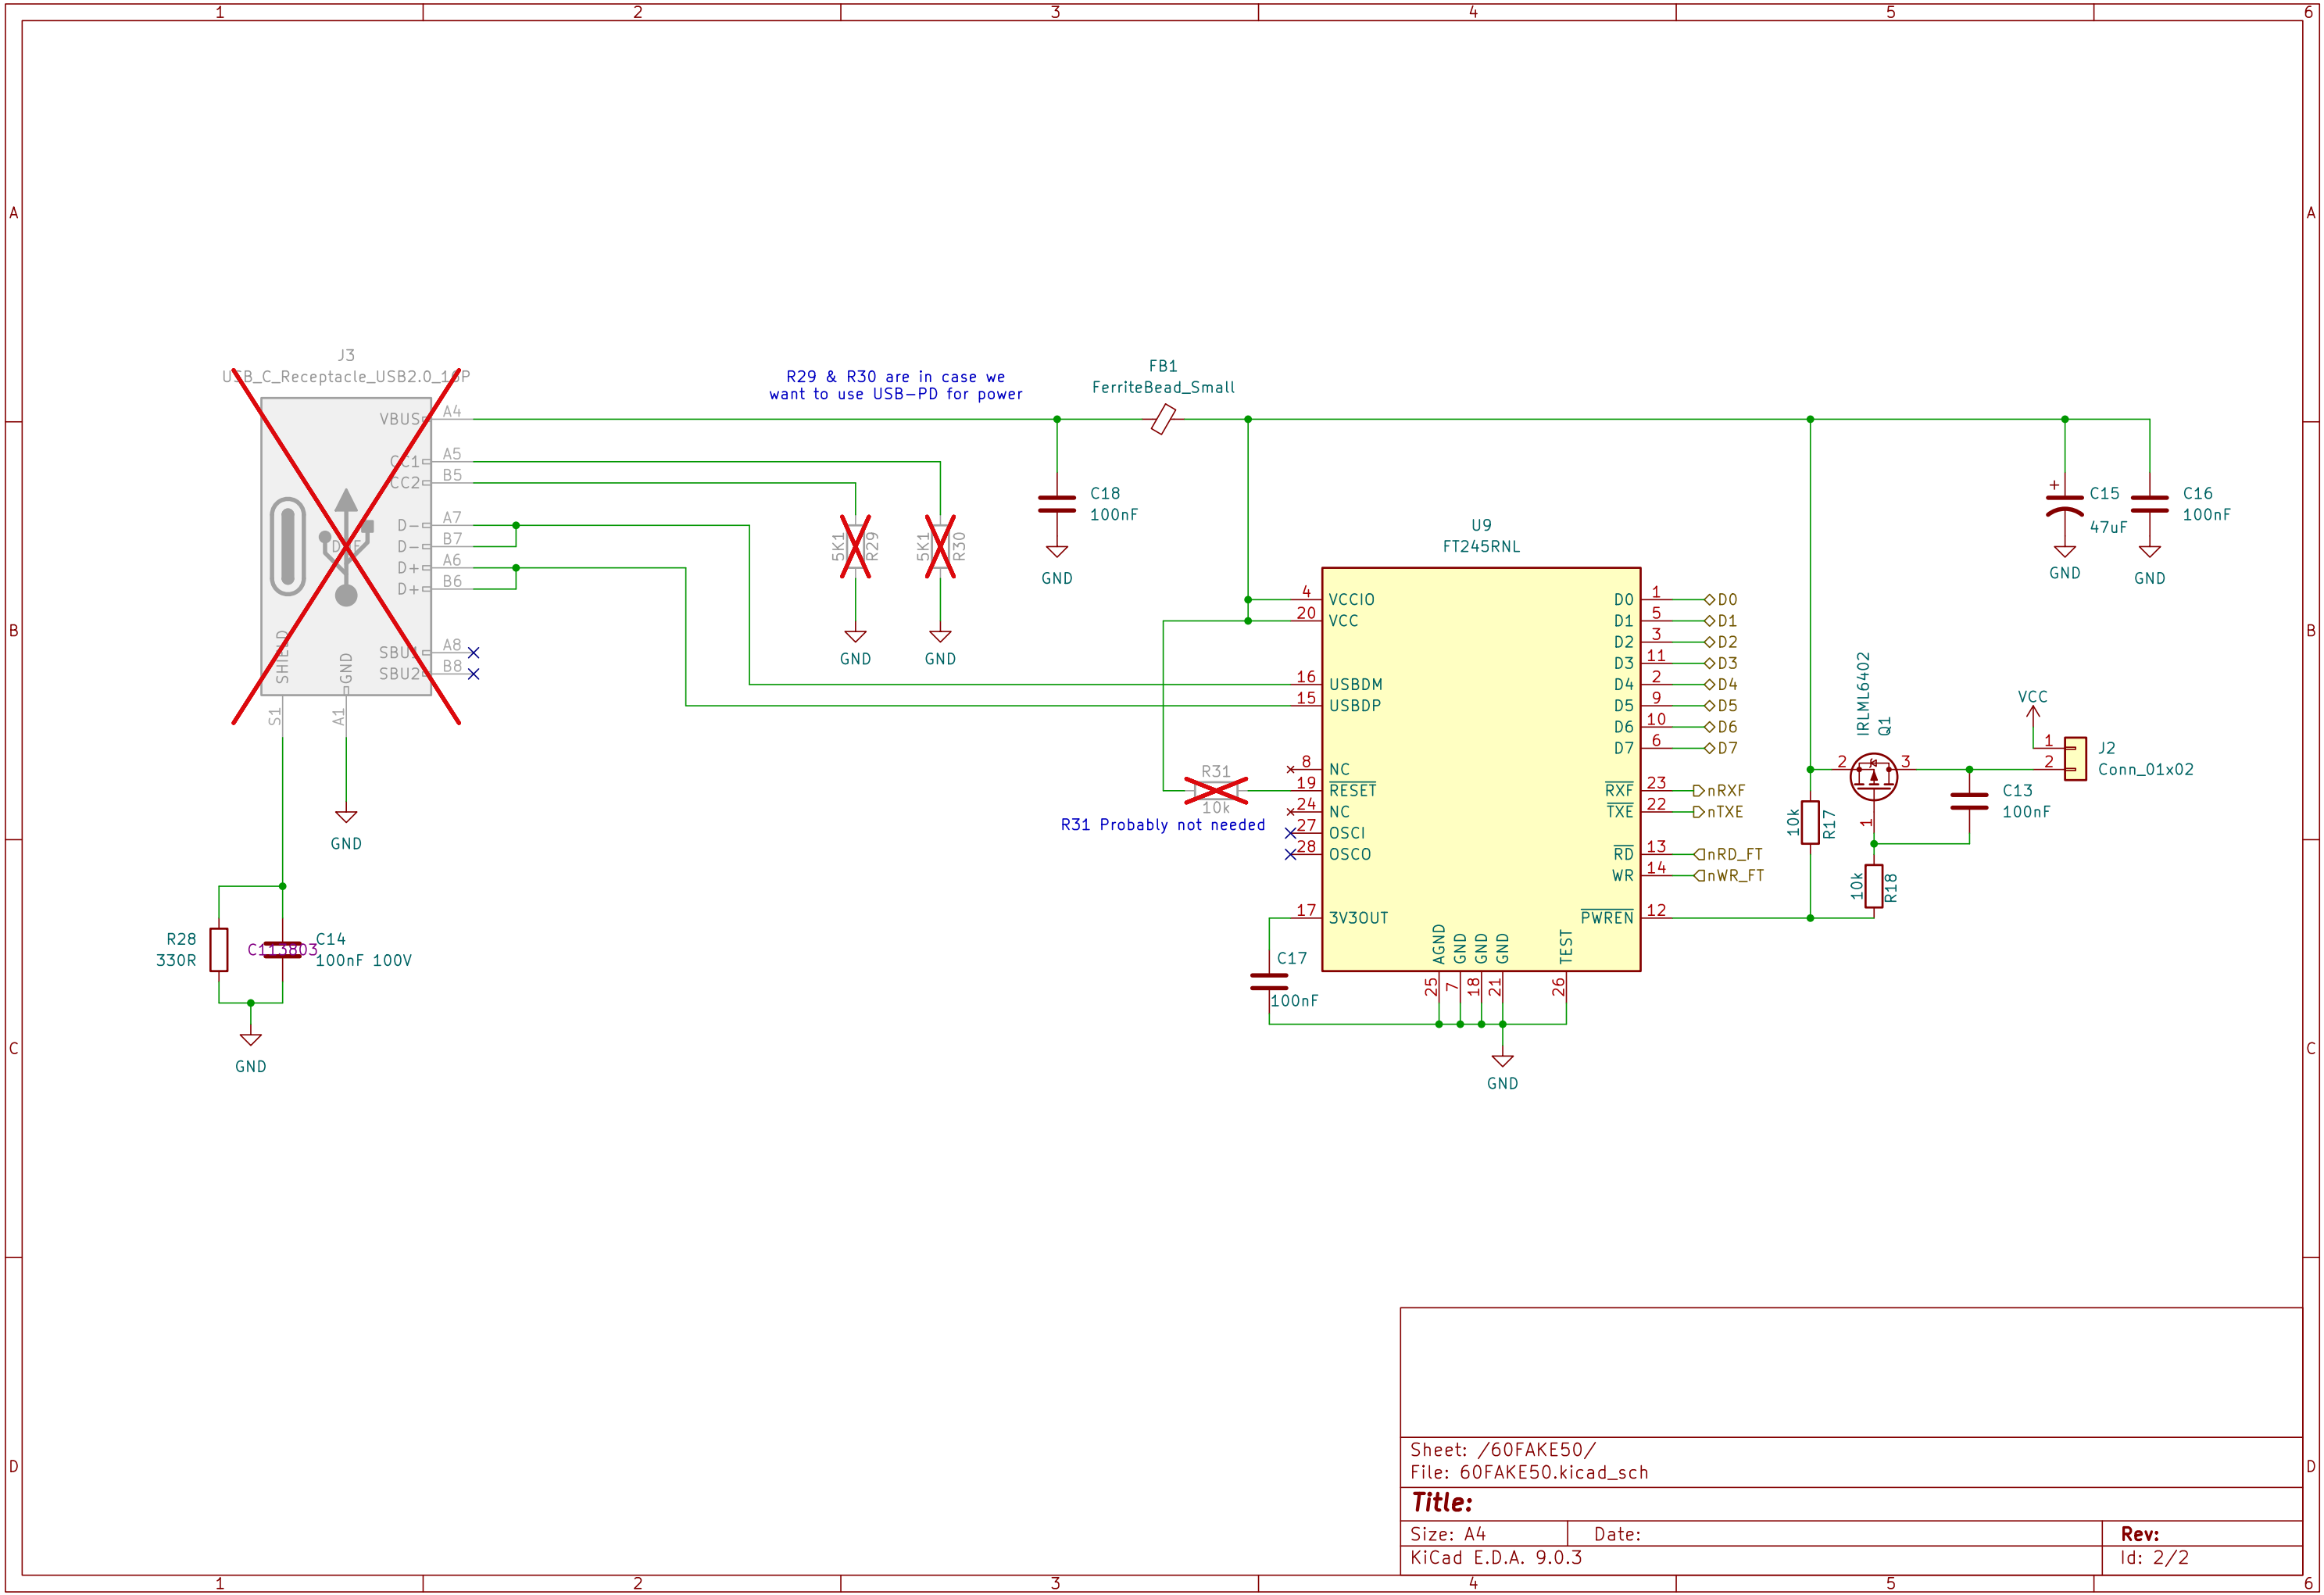 1 2 3 4 5 6
A A
B B
C C
D D
J3
USB_C_Receptacle_USB2.0_16P
VBUS A4
CC1 A5
CC2 B5
D- A7
D- B7
D+ A6
D+ B6
SBU1 A8
SBU2 B8
SHIELD
GND
S1
A1
GND
R28
330R
C113803
C14
100nF 100V
GND
R29 & R30 are in case we
want to use USB-PD for power
5K1
R29
GND
5K1
R30
GND
C18
100nF
GND
FB1
FerriteBead_Small
U9
FT245RNL
4 VCCIO
20 VCC
16 USBDM
15 USBDP
8 NC
19 RESET
24 NC
27 OSCI
28 OSCO
17 3V3OUT
R31
10k
R31 Probably not needed
C17
100nF
AGND
GND
GND
GND
TEST
25
7
18
21
26
GND
D0 1 D0
D1 5 D1
D2 3 D2
D3 11 D3
D4 2 D4
D5 9 D5
D6 10 D6
D7 6 D7
RXF 23 nRXF
TXE 22 nTXE
RD 13 nRD_FT
WR 14 nWR_FT
PWREN 12
10k
R17
IRLML6402
Q1
2 3
1
10k
R18
C13
100nF
VCC
1
2
J2
Conn_01x02
+
C15
47uF
GND
C16
100nF
GND
Sheet: /60FAKE50/
File: 60FAKE50.kicad_sch
Title:
Size: A4 Date: Rev:
KiCad E.D.A. 9.0.3 Id: 2/2
1 2 3 4 5 6